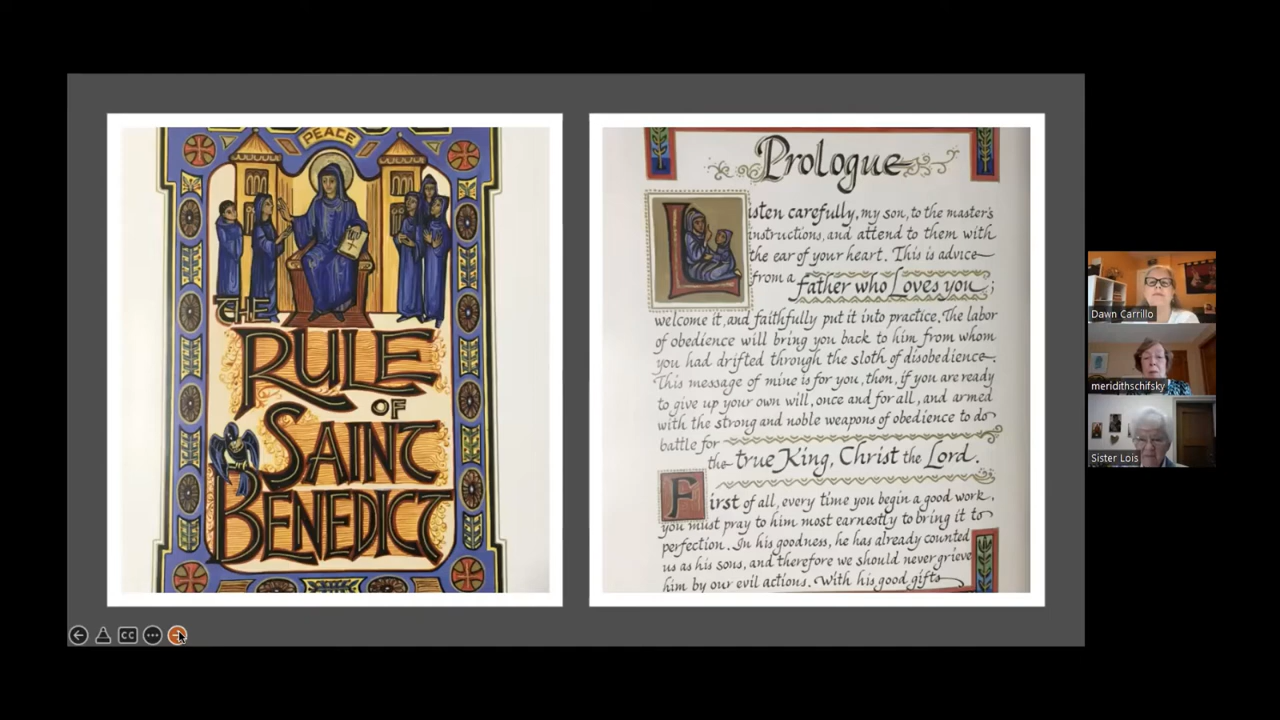 PEACE
THE
RULE
OF
SAINT
BENEDICT
Prologue
Listen carefully, my son, to the master's
instructions, and attend to them with
the ear of your heart. This is advice
from a father who Loves you;
welcome it, and faithfully put it into practice. The labor
of obedience will bring you back to him from whom
you had drifted through the sloth of disobedience.
This message of mine is for you, then, if you are ready
to give up your own will, once and for all, and armed
with the strong and noble weapons of obedience to do
battle for
the true King, Christ the Lord.
First of all, every time you begin a good work,
you must pray to him most earnestly to bring it to
perfection. In his goodness, he has already counted
us as his sons, and therefore we should never grieve
him by our evil actions. With his good gifts
CC
Dawn Carrillo
meridithschifsky
Sister Lois